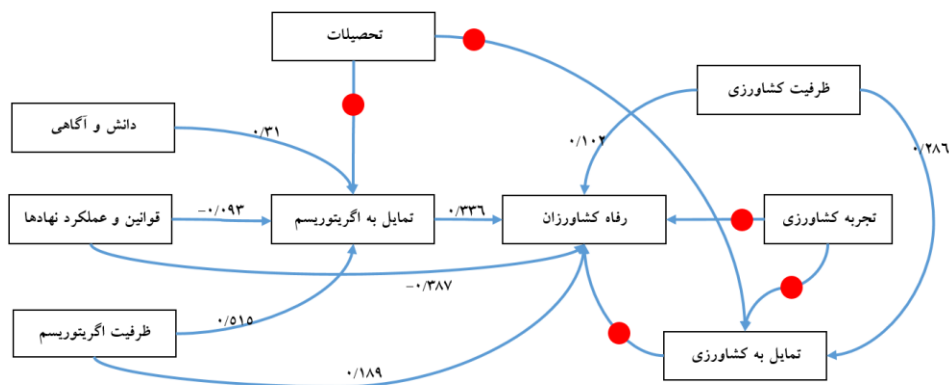 تحصیلات
ظرفیت کشاورزی
دانش و آگاهی
۰/۳۱
۰/۱۰۲
۰/۲۸۶
قوانین و عملکرد نهادها
-۰/۰۹۳
تمایل به اگریتوریسم
۰/۳۳۶
رفاه کشاورزان
تجربه کشاورزی
-۰/۳۸۷
ظرفیت اگریتوریسم
۰/۵۱۵
تمایل به کشاورزی
۰/۱۸۹